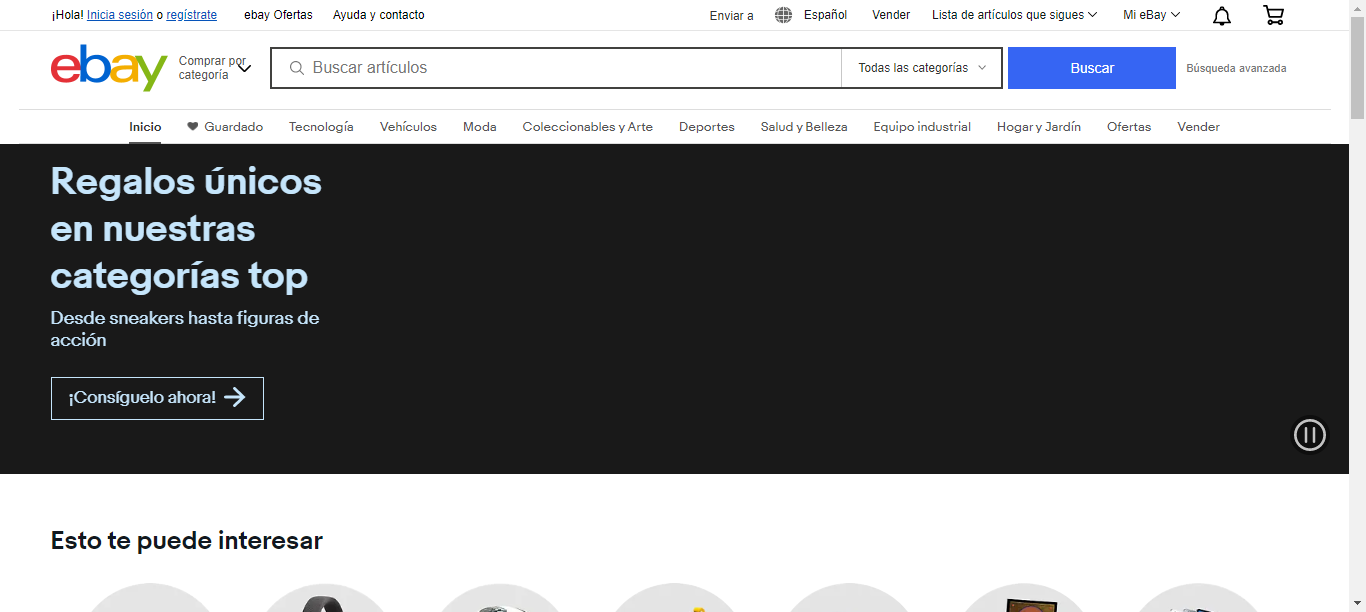 ¡Hola! Inicia sesión o regístrate ebay Ofertas Ayuda y contacto Enviar a Español Vender Lista de artículos que sigues Mi eBay
ebay
Comprar por
categoría
Buscar artículos
Todas las categorías
Buscar
Búsqueda avanzada
Inicio Guardado Tecnología Vehículos Moda Coleccionables y Arte Deportes Salud y Belleza Equipo industrial Hogar y Jardín Ofertas Vender
Regalos únicos
en nuestras
categorías top
Desde sneakers hasta figuras de
acción
¡Consíguelo ahora!
Esto te puede interesar